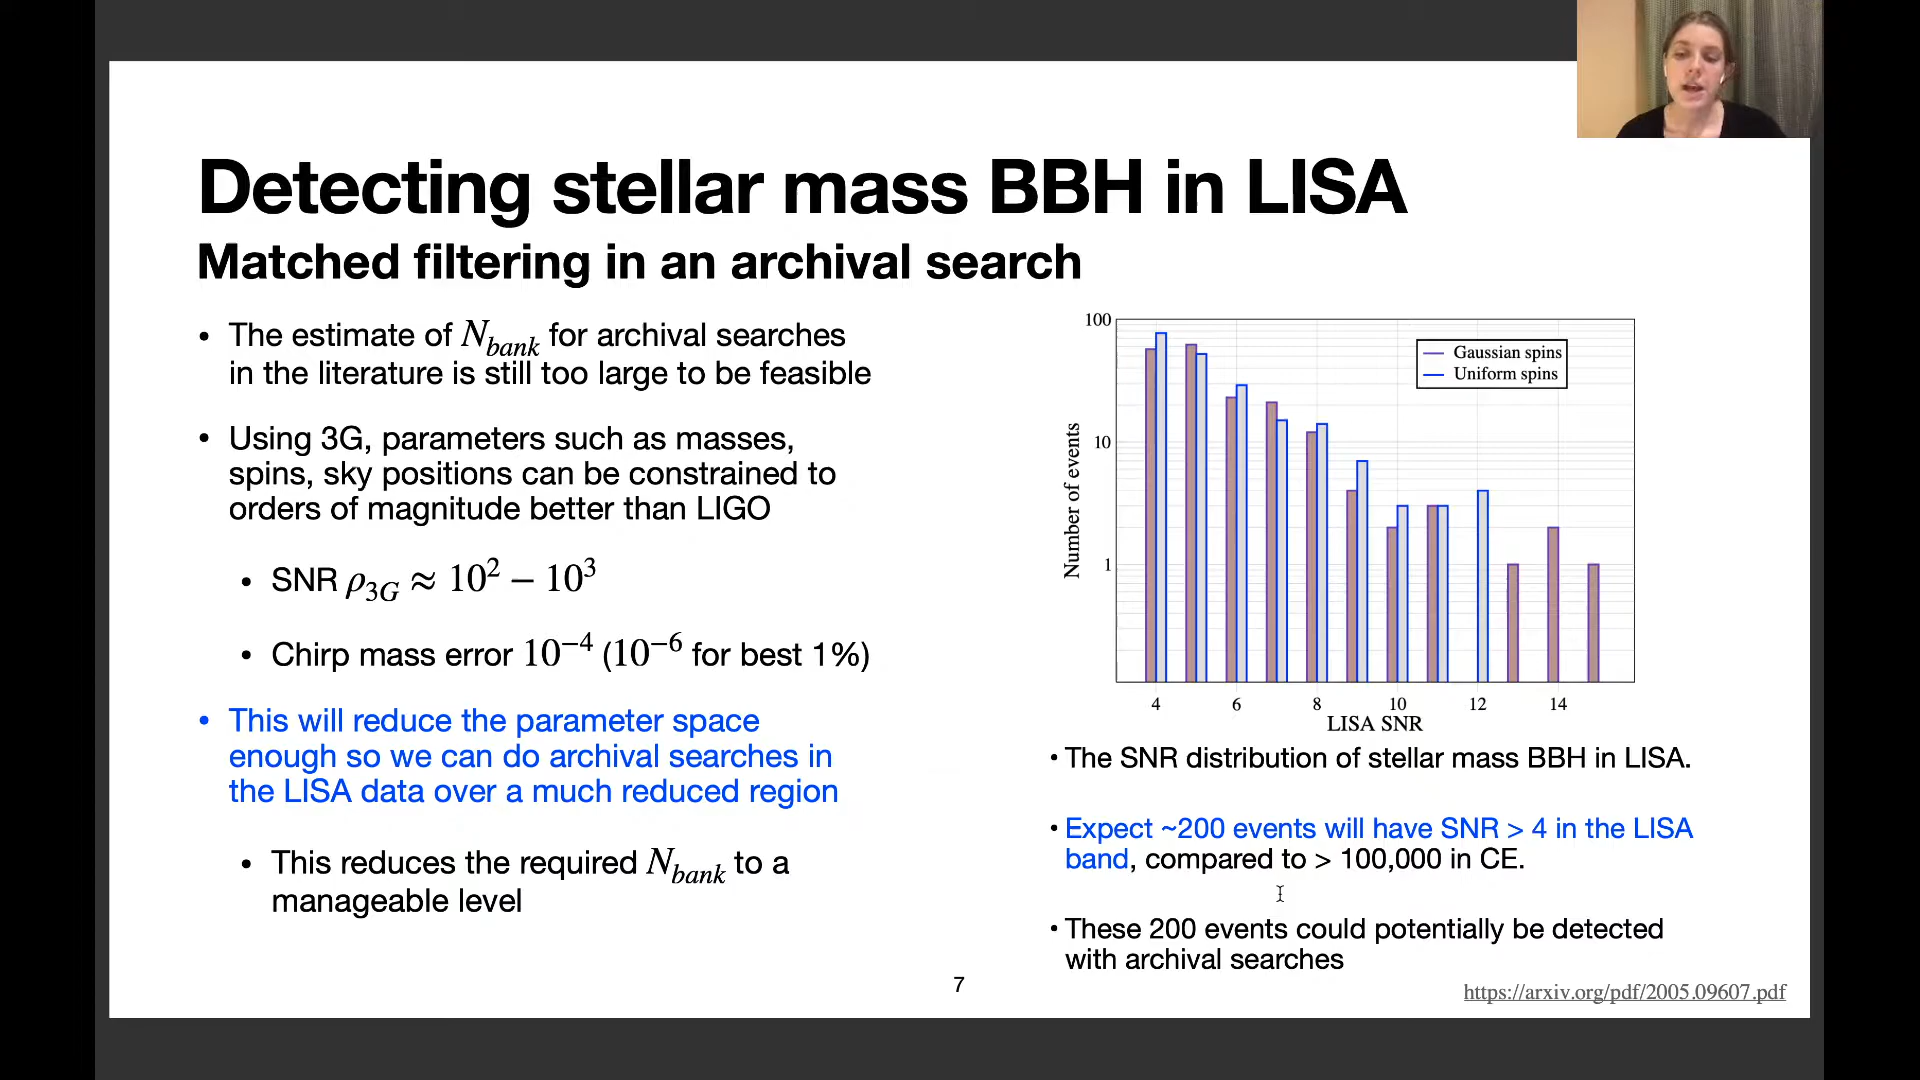 Detecting stellar mass BBH in LISA
Matched filtering in an archival search
• The estimate of N_bank for archival searches
in the literature is still too large to be feasible
• Using 3G, parameters such as masses,
spins, sky positions can be constrained to
orders of magnitude better than LIGO
• SNR ρ_3G ≈ 10² – 10³
• Chirp mass error 10⁻⁴ (10⁻⁶ for best 1%)
• This will reduce the parameter space
enough so we can do archival searches in
the LISA data over a much reduced region
• This reduces the required N_bank to a
manageable level
100
10
1
Number of events
Gaussian spins
Uniform spins
4 6 8 10 12 14
LISA SNR
• The SNR distribution of stellar mass BBH in LISA.
• Expect ~200 events will have SNR > 4 in the LISA
band, compared to > 100,000 in CE.
• These 200 events could potentially be detected
with archival searches
7
https://arxiv.org/pdf/2005.09607.pdf